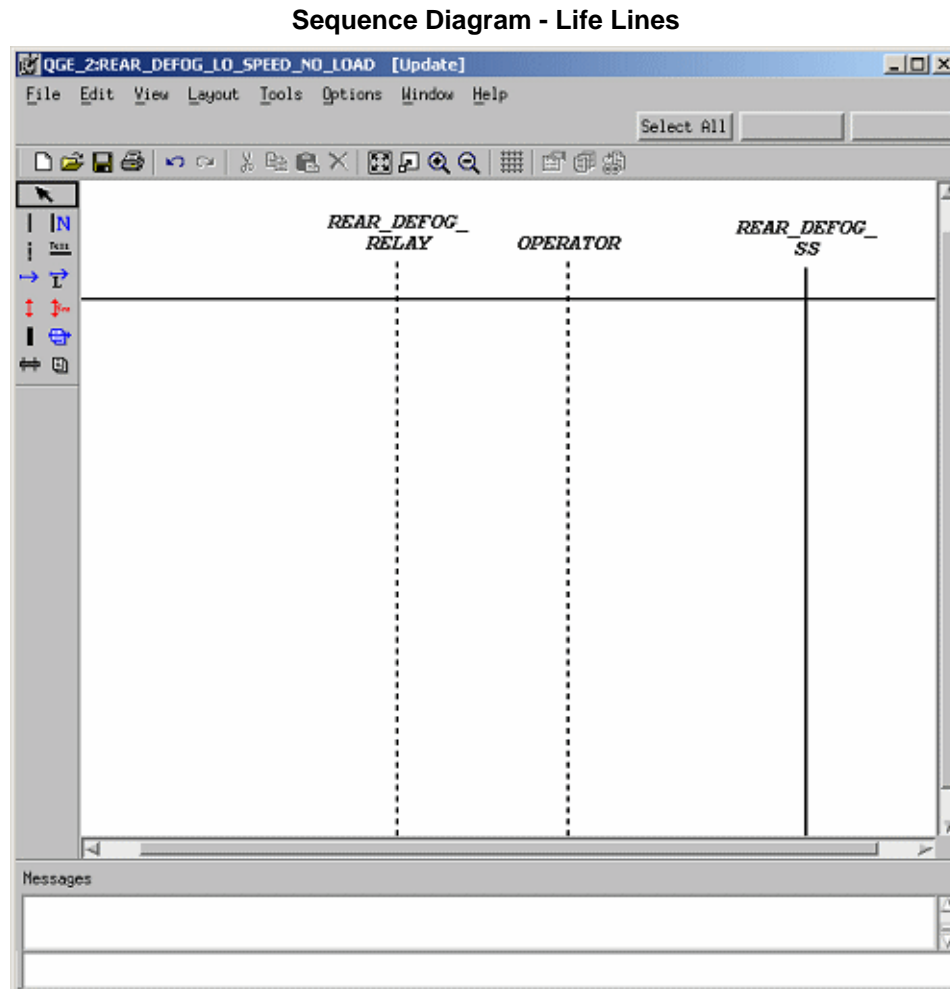 Sequence Diagram - Life Lines
QGE_2:REAR_DEFOG_LO_SPEED_NO_LOAD [Update]
File Edit View Layout Tools Options Window Help
Select All
N
L
REAR_DEFOG_
RELAY
OPERATOR
REAR_DEFOG_
SS
Messages